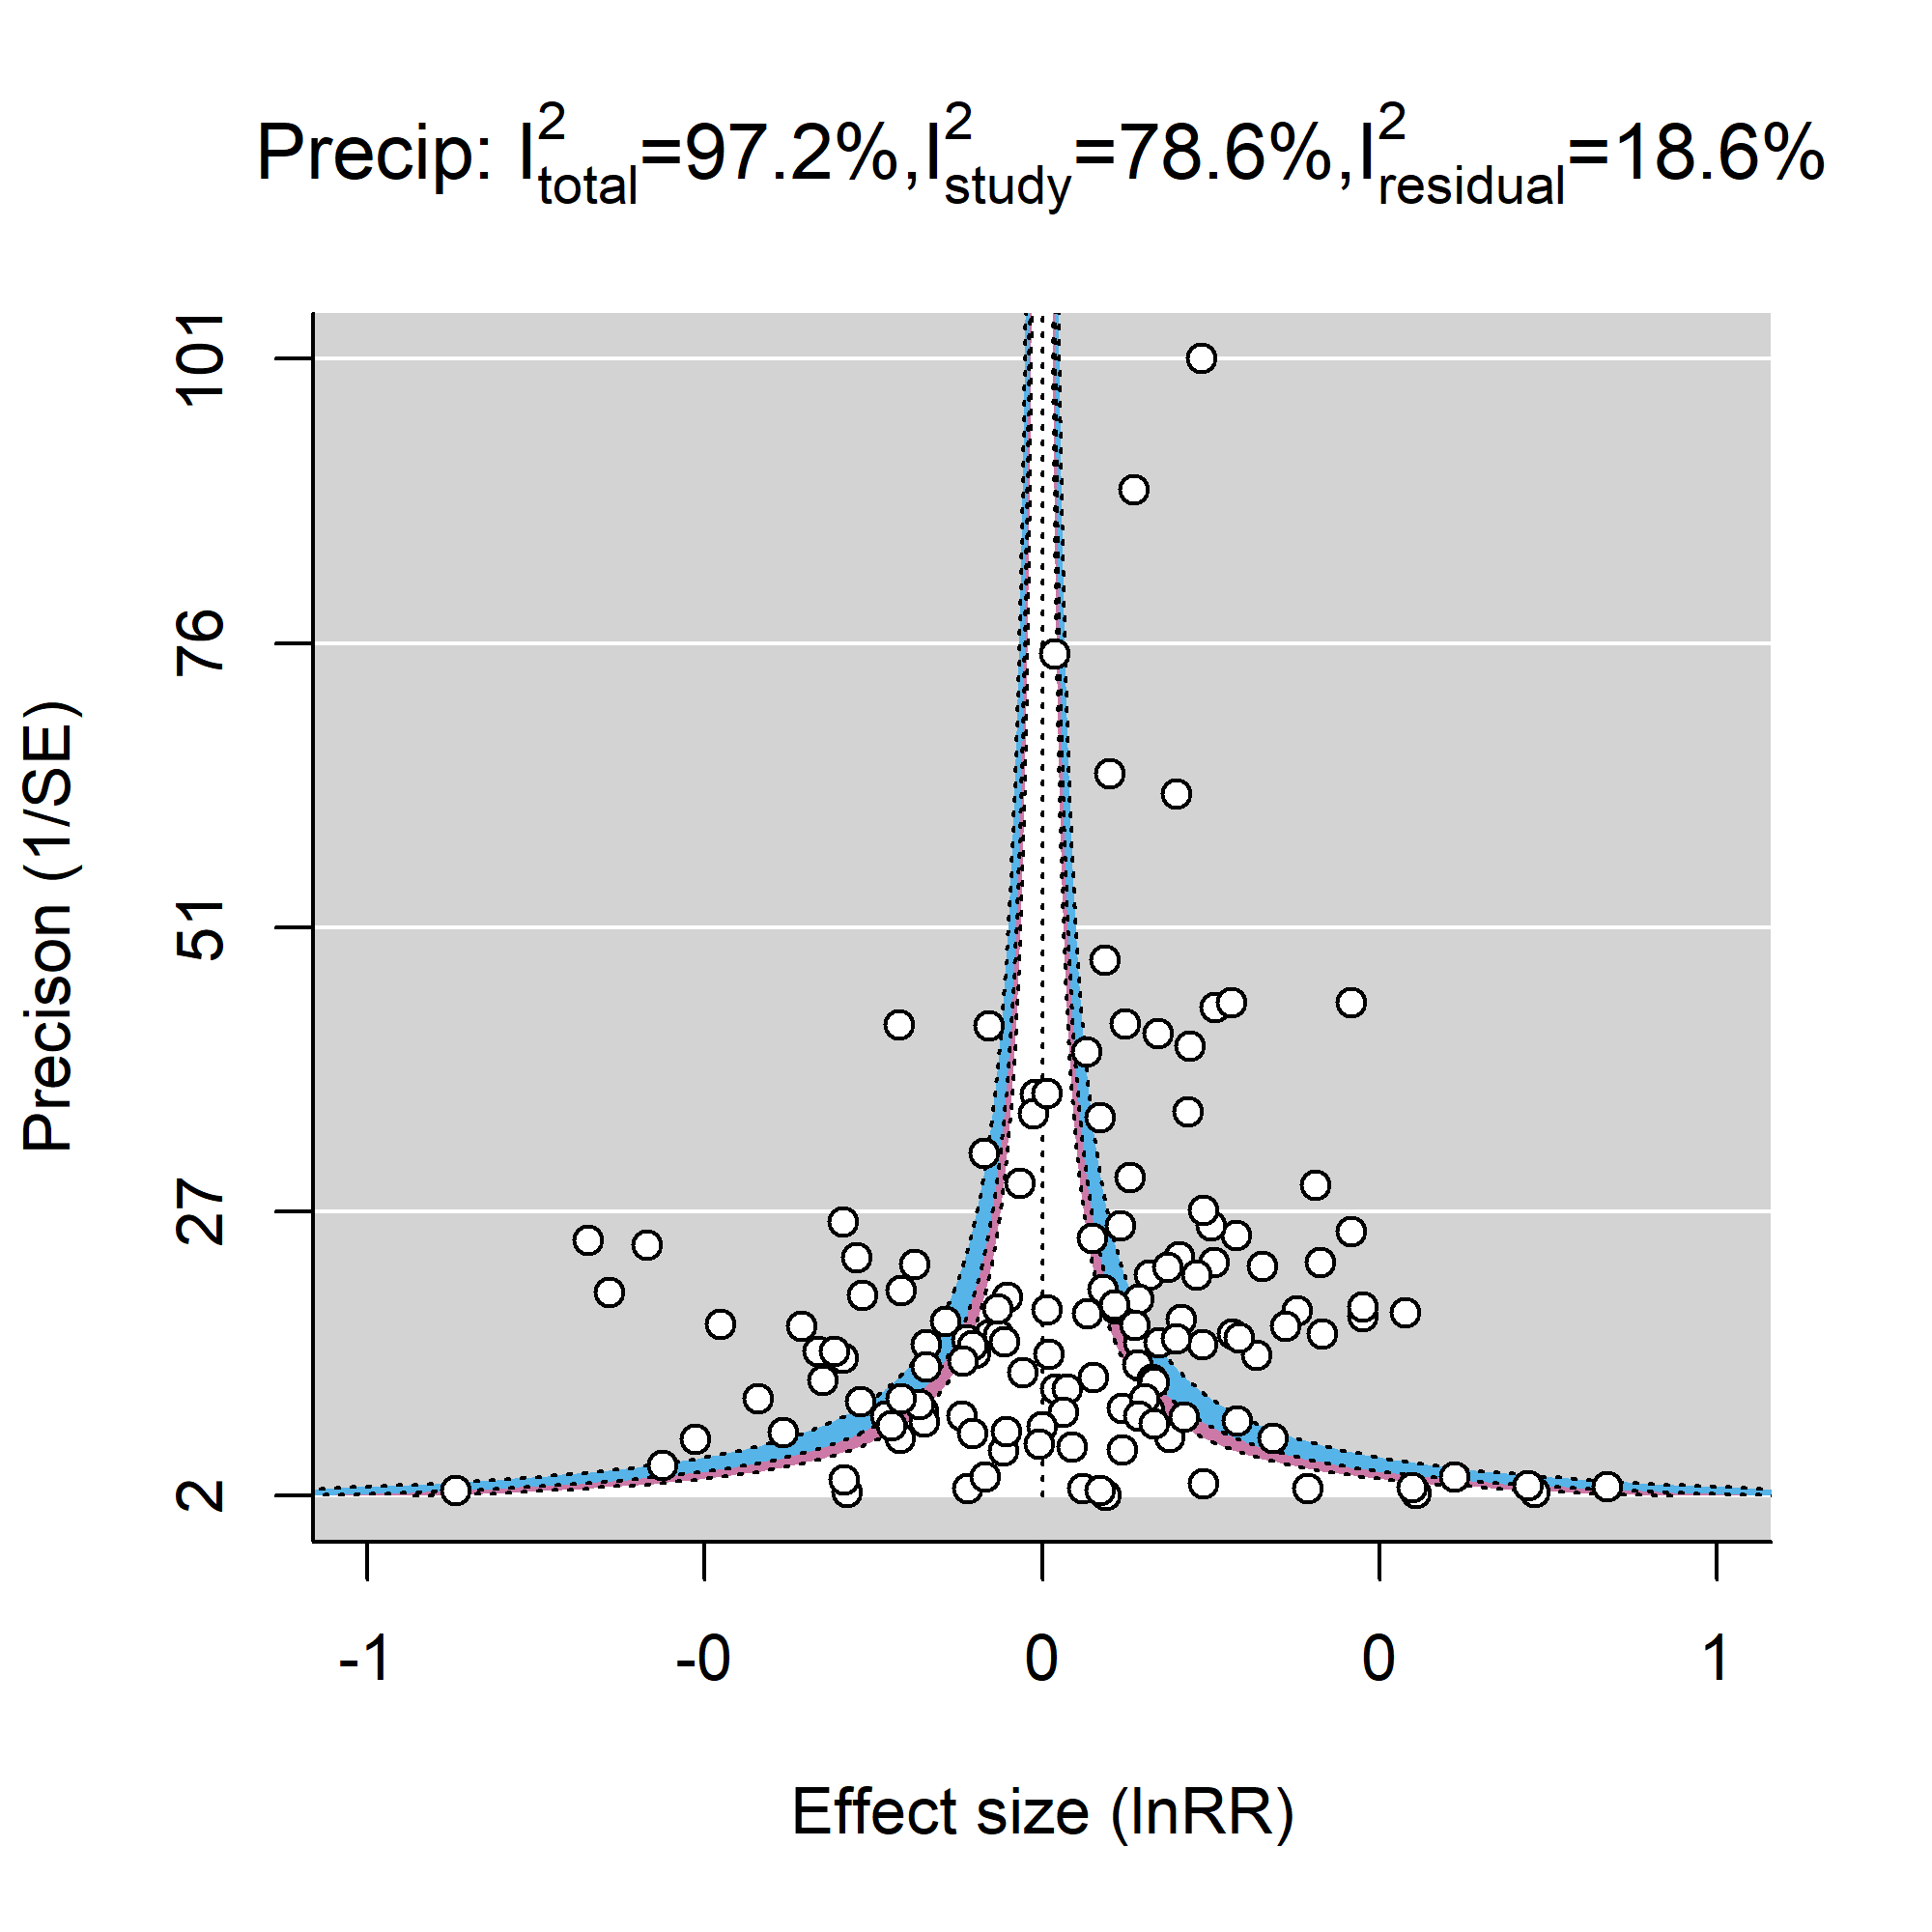 Precip: I²total=97.2%,I²study=78.6%,I²residual=18.6%
101
76
51
27
2
Precison (1/SE)
-1 -0 0 0 1
Effect size (lnRR)